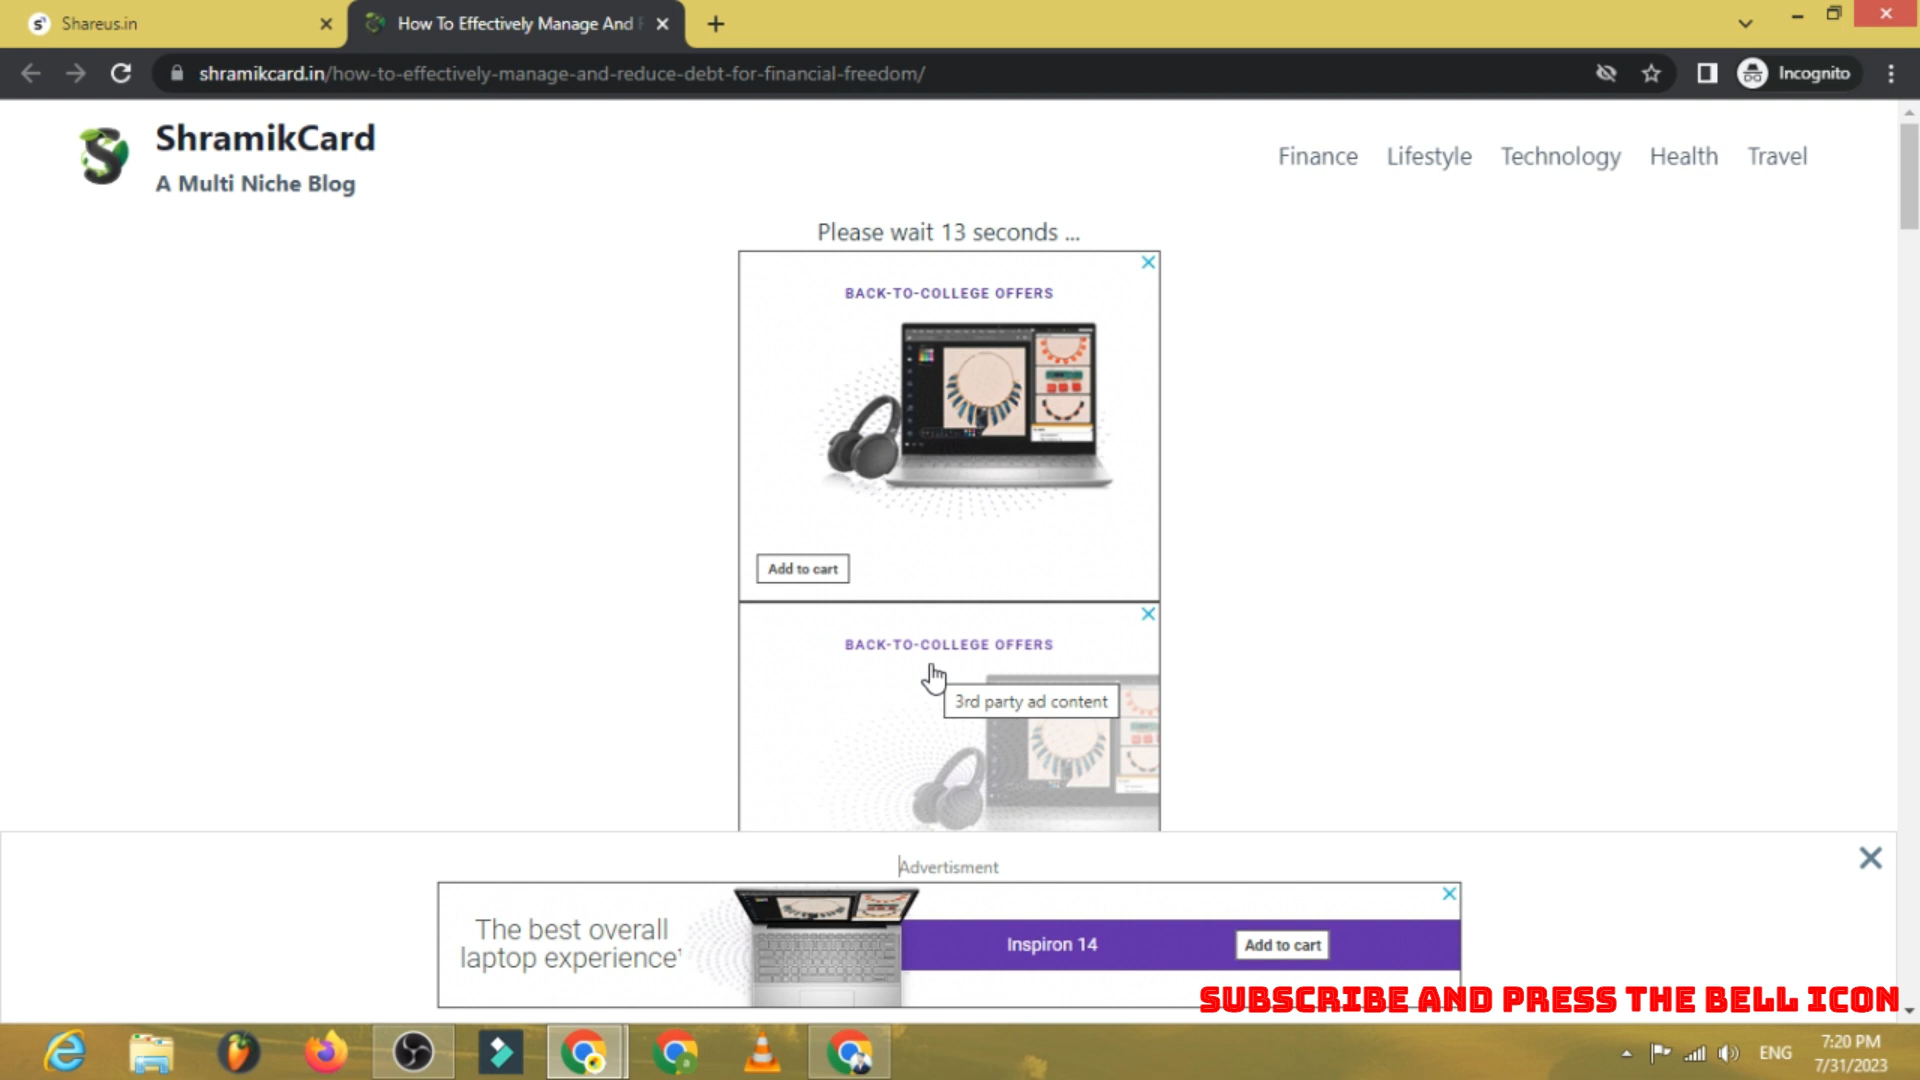 Shareus.in
How To Effectively Manage And
shramikcard.in/how-to-effectively-manage-and-reduce-debt-for-financial-freedom/
Incognito
ShramikCard
A Multi Niche Blog
Finance Lifestyle Technology Health Travel
Please wait 13 seconds ...
BACK-TO-COLLEGE OFFERS
Add to cart
BACK-TO-COLLEGE OFFERS
3rd party ad content
Advertisment
The best overall
laptop experience¹
Inspiron 14
Add to cart
SUBSCRIBE AND PRESS THE BELL ICON
ENG
7:20 PM
7/31/2023